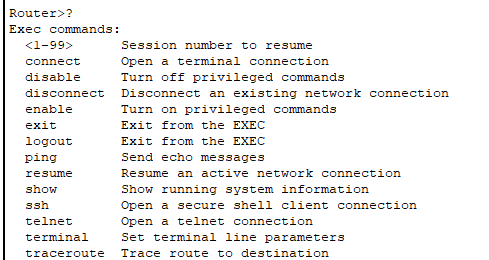 Router>?
Exec commands:
  <1-99>      Session number to resume
  connect     Open a terminal connection
  disable     Turn off privileged commands
  disconnect  Disconnect an existing network connection
  enable      Turn on privileged commands
  exit        Exit from the EXEC
  logout      Exit from the EXEC
  ping        Send echo messages
  resume      Resume an active network connection
  show        Show running system information
  ssh         Open a secure shell client connection
  telnet      Open a telnet connection
  terminal    Set terminal line parameters
  traceroute  Trace route to destination